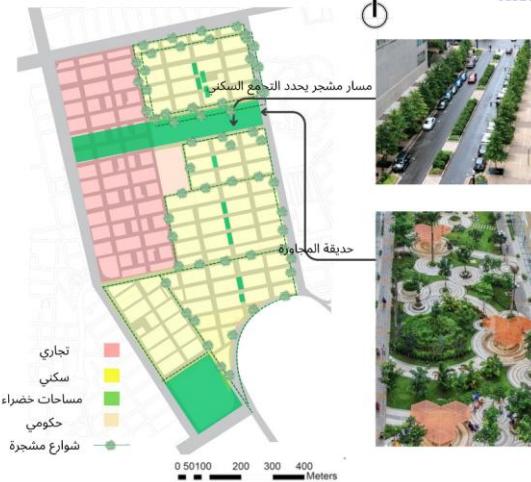 مسار مشجر يحدد التجمع السكني
حديقة المجاورة
تجاري
سكني
مساحات خضراء
حكومي
شوارع مشجرة
0 50100 200 300 400
Meters